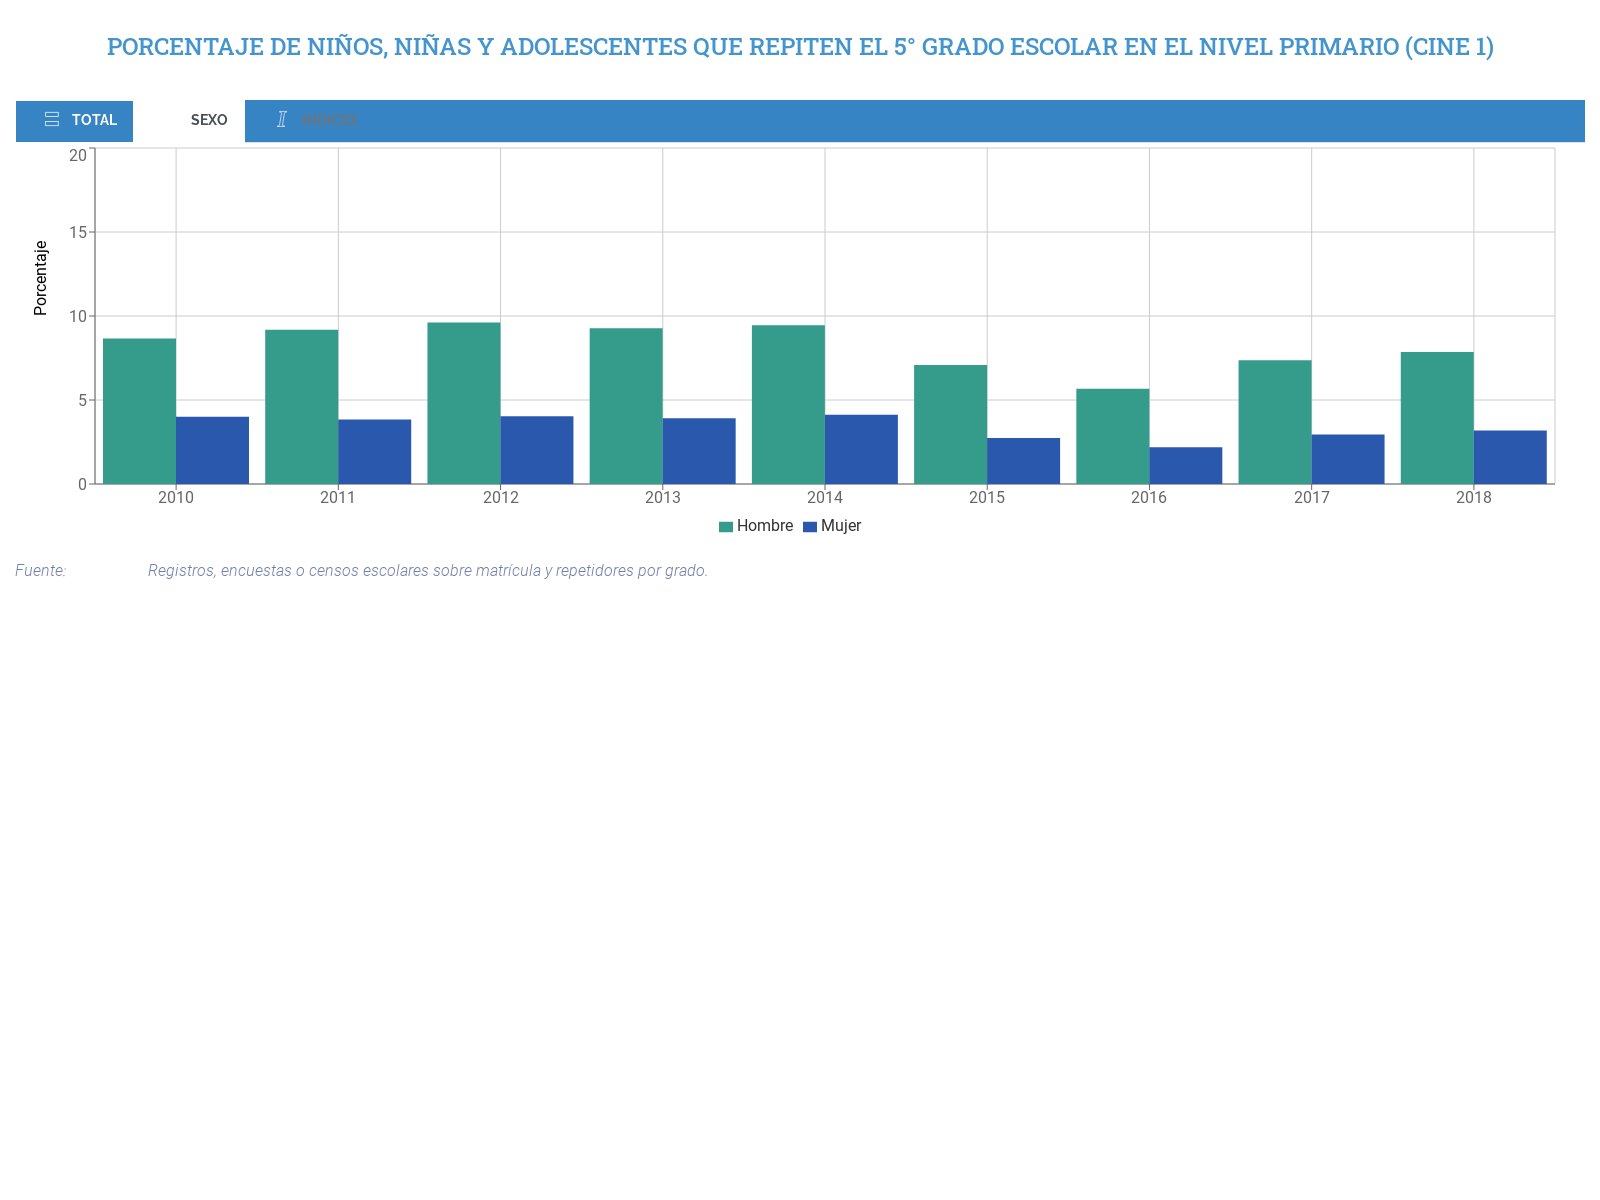 PORCENTAJE DE NIÑOS, NIÑAS Y ADOLESCENTES QUE REPITEN EL 5° GRADO ESCOLAR EN EL NIVEL PRIMARIO (CINE 1)
TOTAL SEXO INDICES
20
15
10
5
0
Porcentaje
2010 2011 2012 2013 2014 2015 2016 2017 2018
Hombre Mujer
Fuente: Registros, encuestas o censos escolares sobre matrícula y repetidores por grado.